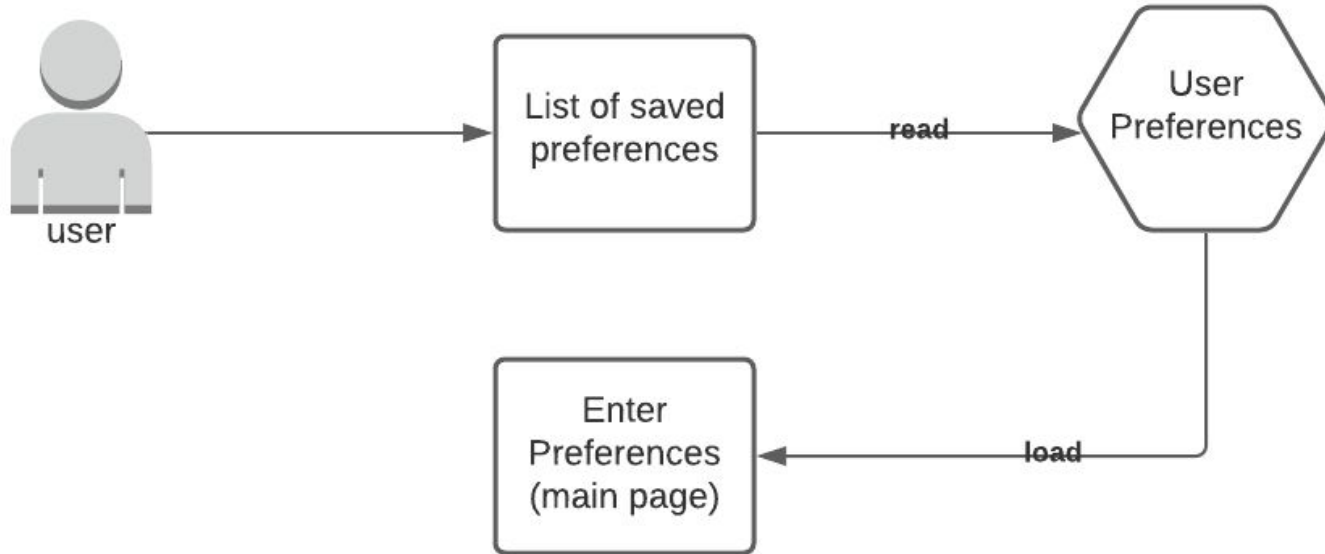 user
List of saved
preferences
read
User
Preferences
load
Enter
Preferences
(main page)